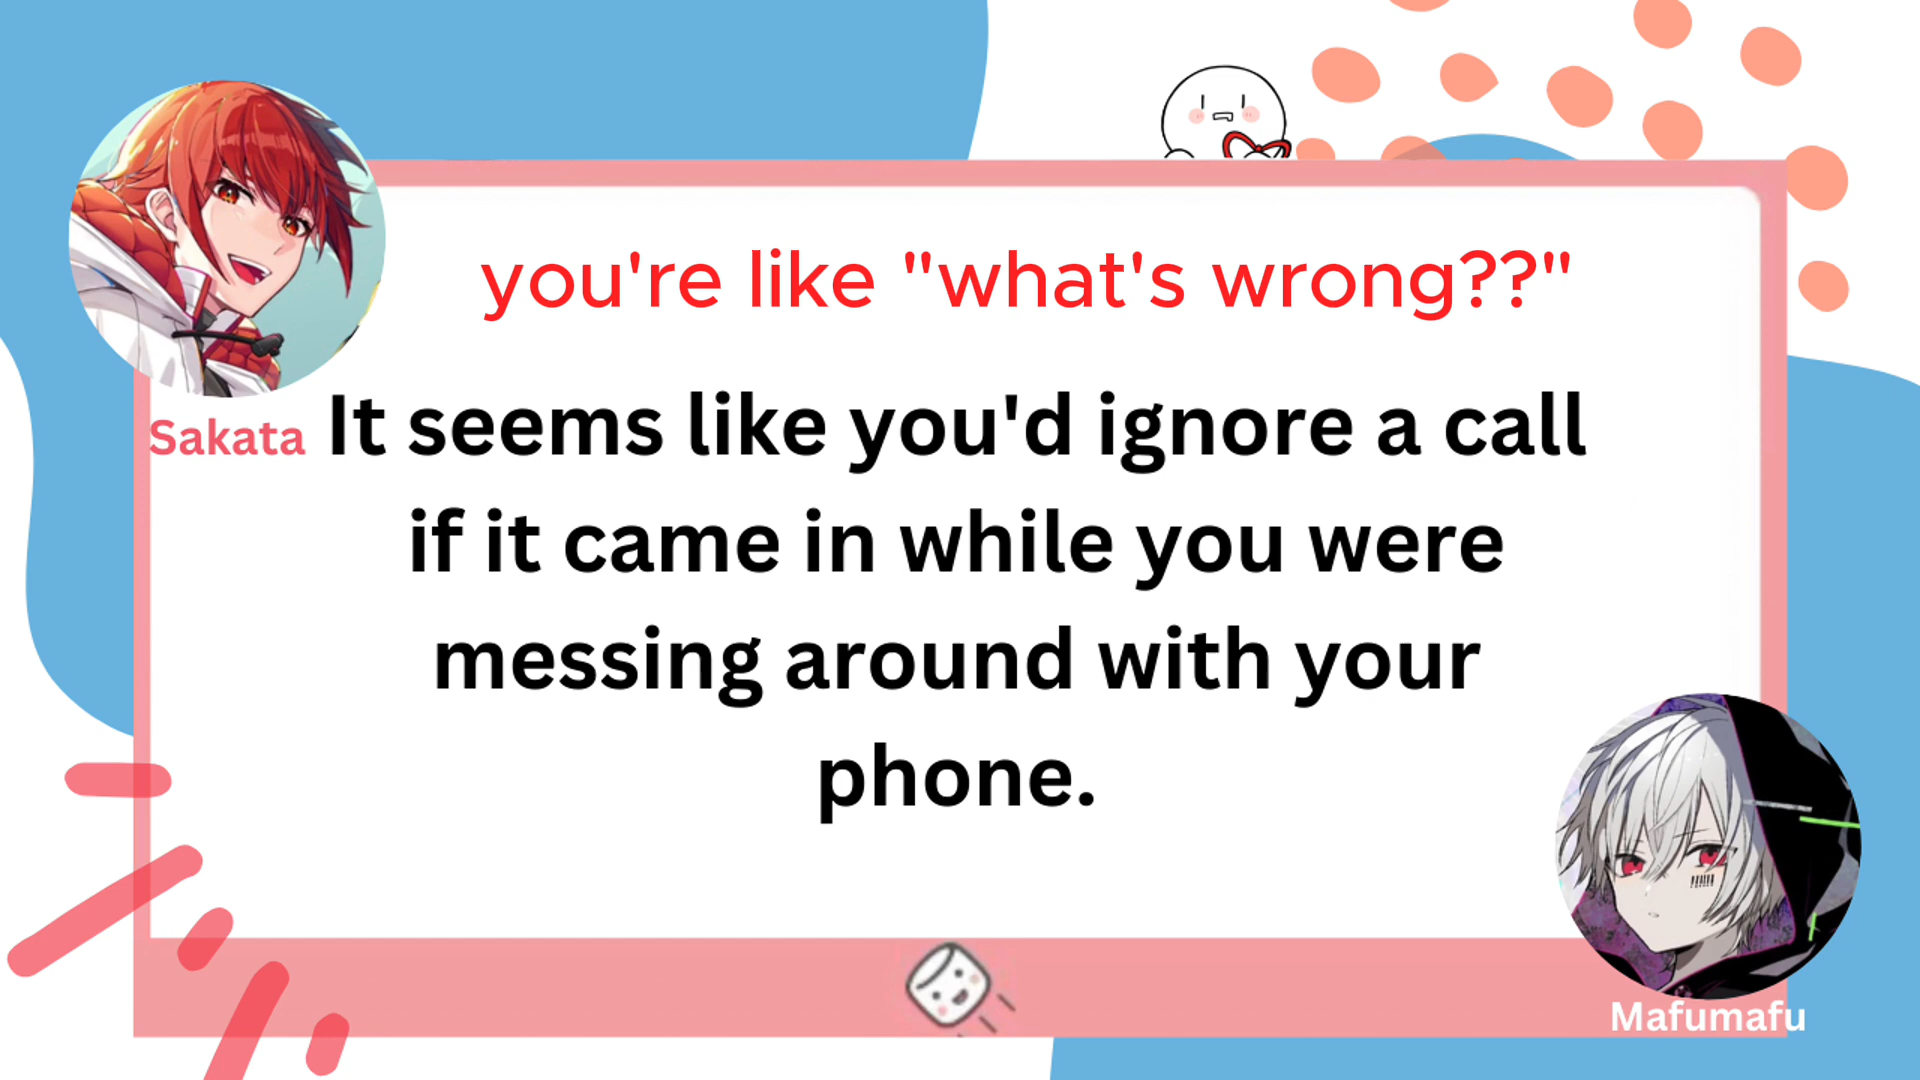 you're like "what's wrong??"
Sakata
It seems like you'd ignore a call
if it came in while you were
messing around with your
phone.
Mafumafu